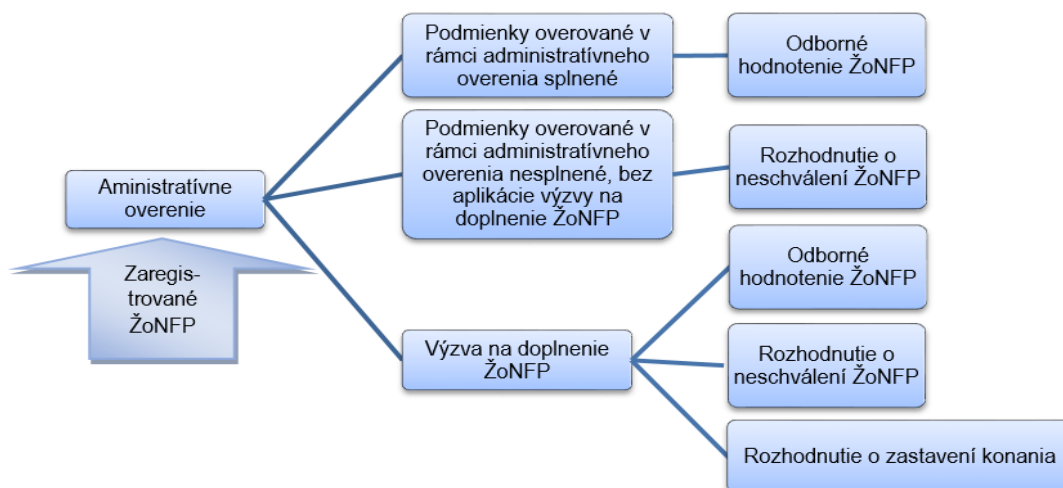 Podmienky overované v
rámci administratívneho
overenia splnené
Odborné
hodnotenie ŽoNFP
Podmienky overované v
rámci administratívneho
overenia nesplnené, bez
aplikácie výzvy na
doplnenie ŽoNFP
Rozhodnutie o
neschválení ŽoNFP
Aministratívne
overenie
Zaregis-
trované
ŽoNFP
Výzva na doplnenie
ŽoNFP
Odborné
hodnotenie ŽoNFP
Rozhodnutie o
neschválení ŽoNFP
Rozhodnutie o zastavení konania